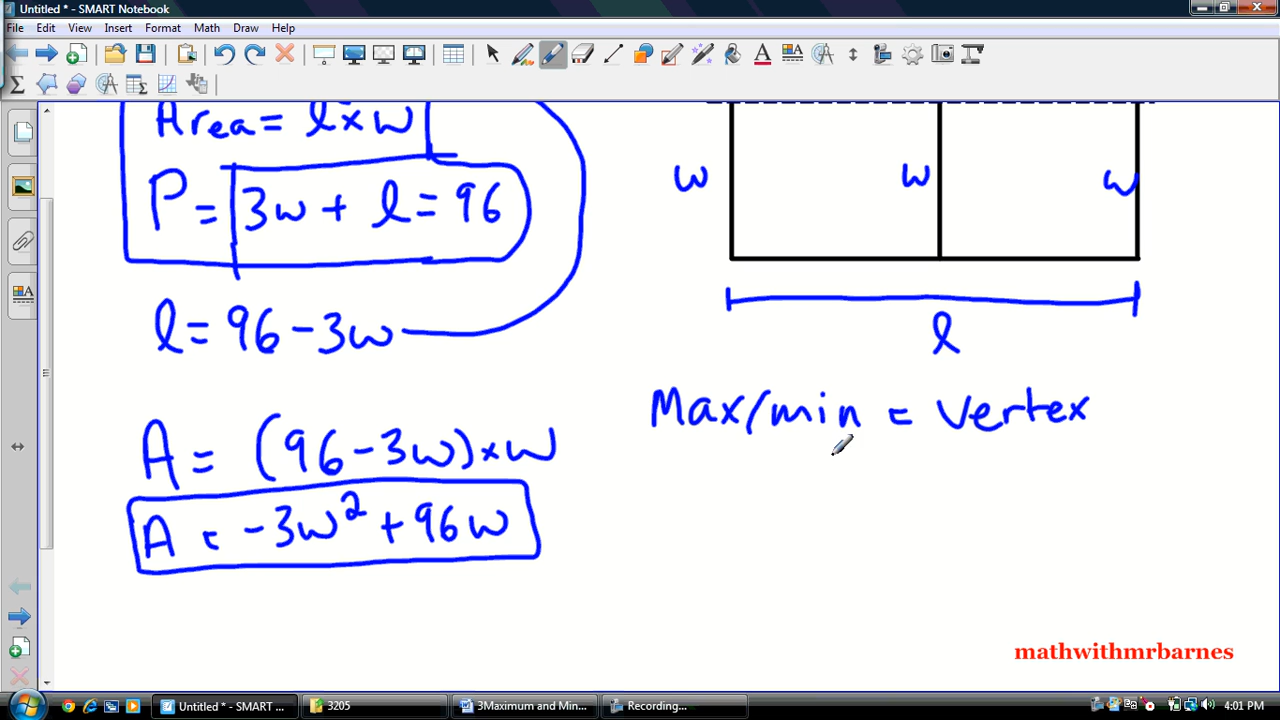 Untitled * - SMART Notebook
File Edit View Insert Format Math Draw Help
Area = l x w
P = 3w + l = 96
l = 96 - 3w
A = (96 - 3w) x w
A = -3w² + 96w
w w w
l
Max/min = Vertex
mathwithmrbarnes
Untitled * - SMART ... 3205 3Maximum and Min... Recording... 4:01 PM